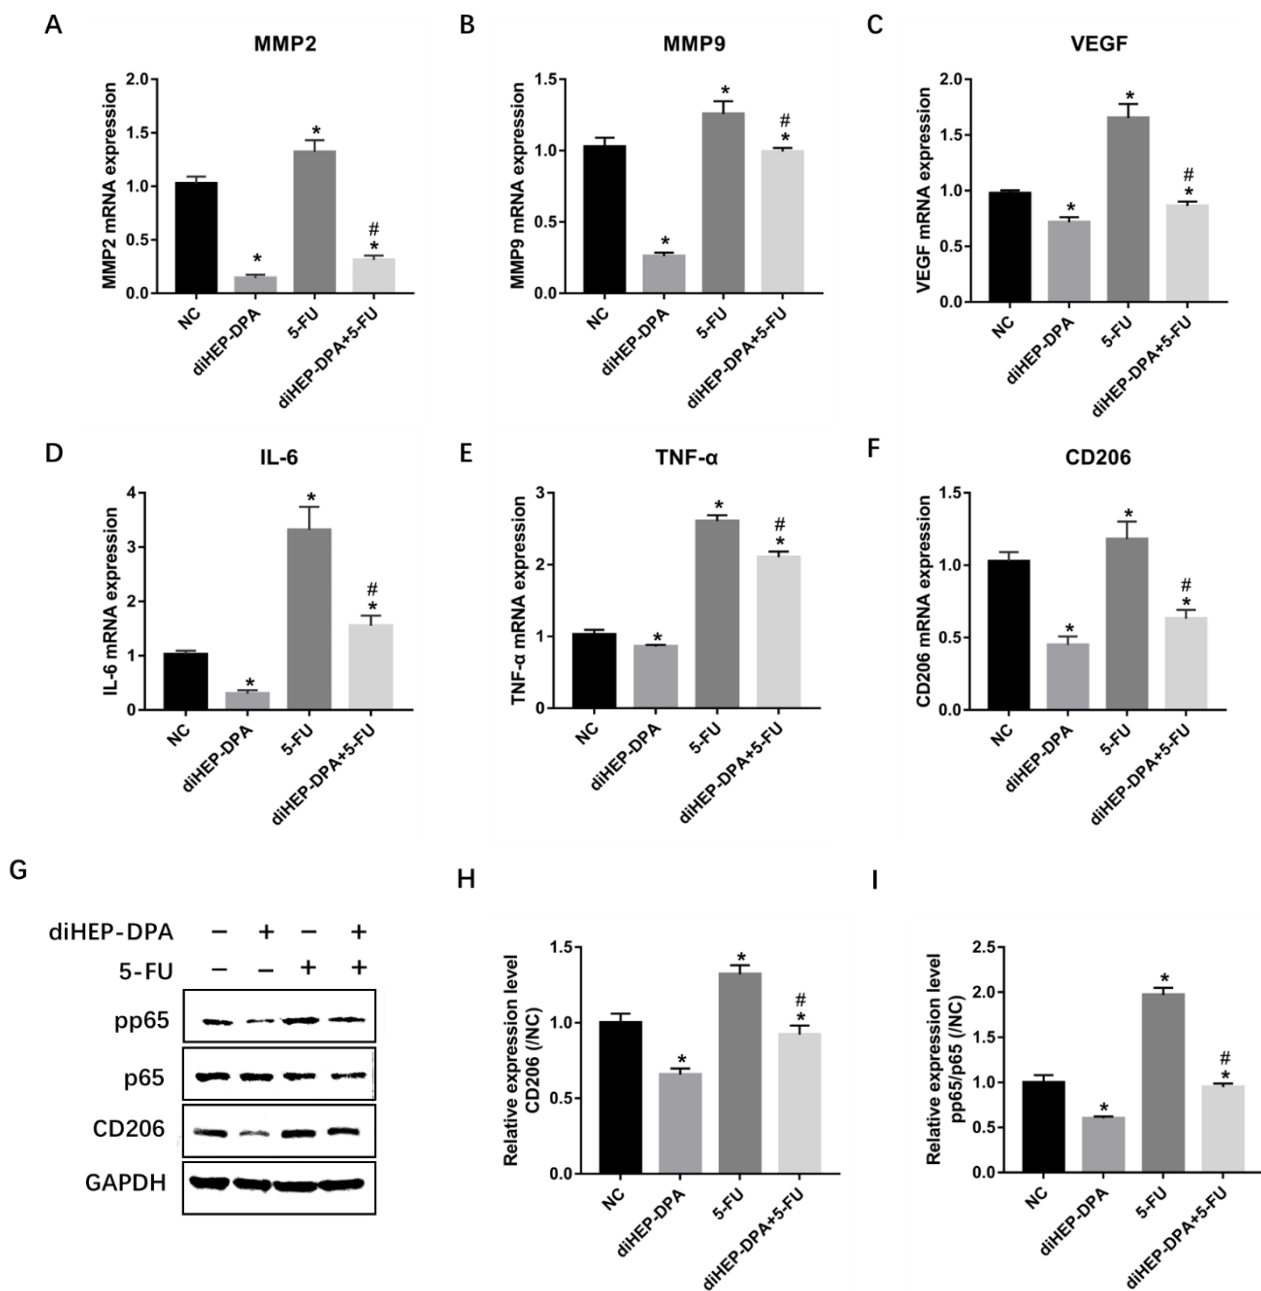 A
MMP2
MMP2 mRNA expression
2.0
1.5
1.0
0.5
0.0
*
*
#
*
NC
diHEP-DPA
5-FU
diHEP-DPA+5-FU
B
MMP9
MMP9 mRNA expression
1.5
1.0
0.5
0.0
*
*
#
*
NC
diHEP-DPA
5-FU
diHEP-DPA+5-FU
C
VEGF
VEGF mRNA expression
2.0
1.5
1.0
0.5
0.0
*
*
#
*
NC
diHEP-DPA
5-FU
diHEP-DPA+5-FU
D
IL-6
IL-6 mRNA expression
4
3
2
1
0
*
*
#
*
NC
diHEP-DPA
5-FU
diHEP-DPA+5-FU
E
TNF-α
TNF-α mRNA expression
3
2
1
0
*
*
#
*
NC
diHEP-DPA
5-FU
diHEP-DPA+5-FU
F
CD206
CD206 mRNA expression
1.5
1.0
0.5
0.0
*
*
#
*
NC
diHEP-DPA
5-FU
diHEP-DPA+5-FU
G
diHEP-DPA − + − +
5-FU − − + +
pp65
p65
CD206
GAPDH
H
Relative expression level
CD206 (/NC)
1.5
1.0
0.5
0.0
*
*
#
*
NC
diHEP-DPA
5-FU
diHEP-DPA+5-FU
I
Relative expression level
pp65/p65 (/NC)
2.5
2.0
1.5
1.0
0.5
0.0
*
*
#
*
NC
diHEP-DPA
5-FU
diHEP-DPA+5-FU